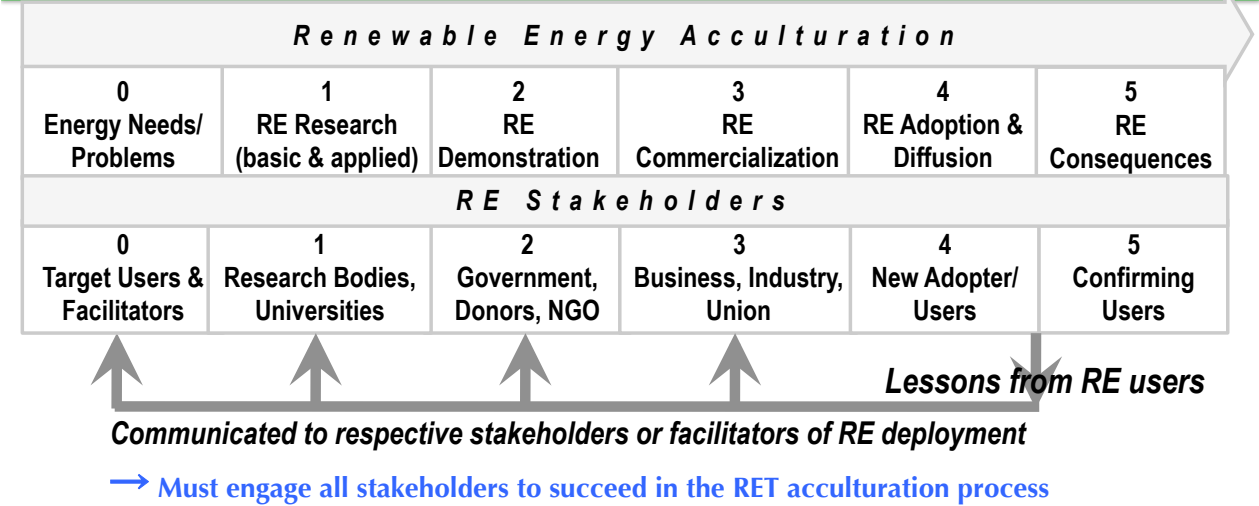 Renewable Energy Acculturation
0 1 2 3 4 5
Energy Needs/ RE Research RE RE RE Adoption & RE
Problems (basic & applied) Demonstration Commercialization Diffusion Consequences
RE Stakeholders
0 1 2 3 4 5
Target Users & Research Bodies, Government, Business, Industry, New Adopter/ Confirming
Facilitators Universities Donors, NGO Union Users Users
Lessons from RE users
Communicated to respective stakeholders or facilitators of RE deployment
→ Must engage all stakeholders to succeed in the RET acculturation process